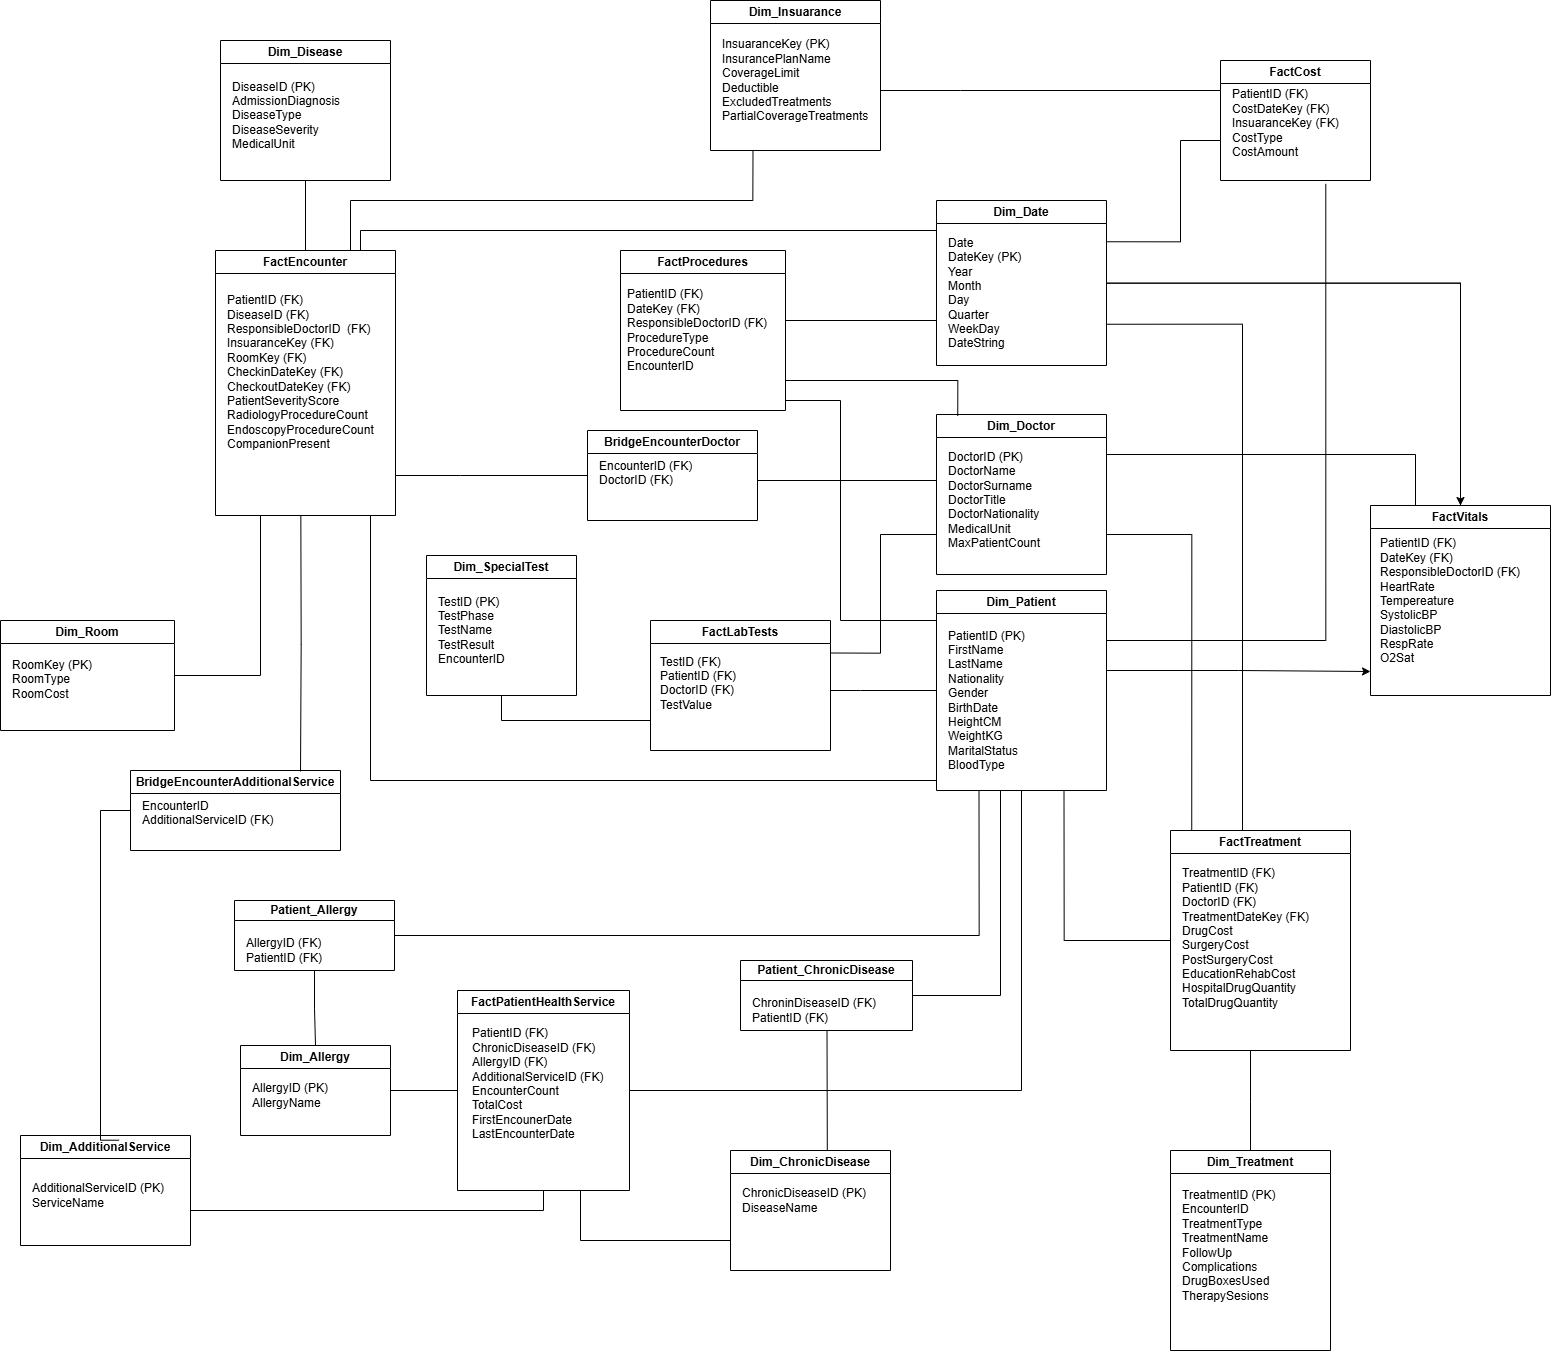 Dim_Insuarance
InsuaranceKey (PK)
InsurancePlanName
CoverageLimit
Deductible
ExcludedTreatments
PartialCoverageTreatments
Dim_Disease
DiseaseID (PK)
AdmissionDiagnosis
DiseaseType
DiseaseSeverity
MedicalUnit
FactCost
PatientID (FK)
CostDateKey (FK)
InsuaranceKey (FK)
CostType
CostAmount
Dim_Date
Date
DateKey (PK)
Year
Month
Day
Quarter
WeekDay
DateString
FactEncounter
PatientID (FK)
DiseaseID (FK)
ResponsibleDoctorID  (FK)
InsuaranceKey (FK)
RoomKey (FK)
CheckinDateKey (FK)
CheckoutDateKey (FK)
PatientSeverityScore
RadiologyProcedureCount
EndoscopyProcedureCount
CompanionPresent
FactProcedures
PatientID (FK)
DateKey (FK)
ResponsibleDoctorID (FK)
ProcedureType
ProcedureCount
EncounterID
Dim_Doctor
DoctorID (PK)
DoctorName
DoctorSurname
DoctorTitle
DoctorNationality
MedicalUnit
MaxPatientCount
BridgeEncounterDoctor
EncounterID (FK)
DoctorID (FK)
FactVitals
PatientID (FK)
DateKey (FK)
ResponsibleDoctorID (FK)
HeartRate
Tempereature
SystolicBP
DiastolicBP
RespRate
O2Sat
Dim_SpecialTest
TestID (PK)
TestPhase
TestName
TestResult
EncounterID
Dim_Patient
PatientID (PK)
FirstName
LastName
Nationality
Gender
BirthDate
HeightCM
WeightKG
MaritalStatus
BloodType
Dim_Room
RoomKey (PK)
RoomType
RoomCost
FactLabTests
TestID (FK)
PatientID (FK)
DoctorID (FK)
TestValue
BridgeEncounterAdditionalService
EncounterID
AdditionalServiceID (FK)
FactTreatment
TreatmentID (FK)
PatientID (FK)
DoctorID (FK)
TreatmentDateKey (FK)
DrugCost
SurgeryCost
PostSurgeryCost
EducationRehabCost
HospitalDrugQuantity
TotalDrugQuantity
Patient_Allergy
AllergyID (FK)
PatientID (FK)
Patient_ChronicDisease
ChroninDiseaseID (FK)
PatientID (FK)
FactPatientHealthService
PatientID (FK)
ChronicDiseaseID (FK)
AllergyID (FK)
AdditionalServiceID (FK)
EncounterCount
TotalCost
FirstEncounerDate
LastEncounterDate
Dim_Allergy
AllergyID (PK)
AllergyName
Dim_AdditionalService
AdditionalServiceID (PK)
ServiceName
Dim_ChronicDisease
ChronicDiseaseID (PK)
DiseaseName
Dim_Treatment
TreatmentID (PK)
EncounterID
TreatmentType
TreatmentName
FollowUp
Complications
DrugBoxesUsed
TherapySesions